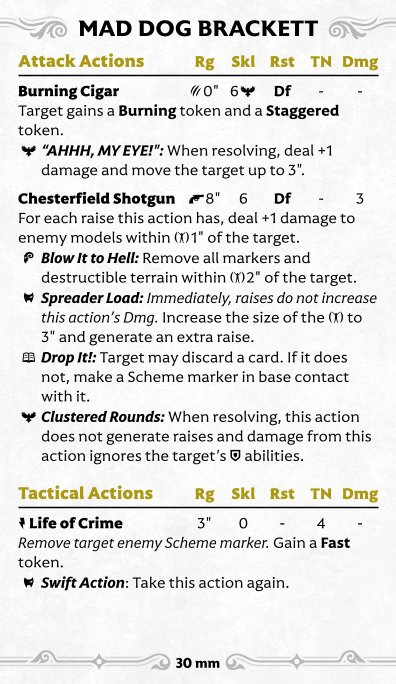 MAD DOG BRACKETT
Attack Actions Rg Skl Rst TN Dmg
Burning Cigar 0" 6 Df - -
Target gains a Burning token and a Staggered
token.
“AHHH, MY EYE!”: When resolving, deal +1
damage and move the target up to 3".
Chesterfield Shotgun 8" 6 Df - 3
For each raise this action has, deal +1 damage to
enemy models within 1" of the target.
Blow It to Hell: Remove all markers and
destructible terrain within 2" of the target.
Spreader Load: Immediately, raises do not increase
this action’s Dmg. Increase the size of the to
3" and generate an extra raise.
Drop It!: Target may discard a card. If it does
not, make a Scheme marker in base contact
with it.
Clustered Rounds: When resolving, this action
does not generate raises and damage from this
action ignores the target’s abilities.
Tactical Actions Rg Skl Rst TN Dmg
Life of Crime 3" 0 - 4 -
Remove target enemy Scheme marker. Gain a Fast
token.
Swift Action: Take this action again.
30 mm